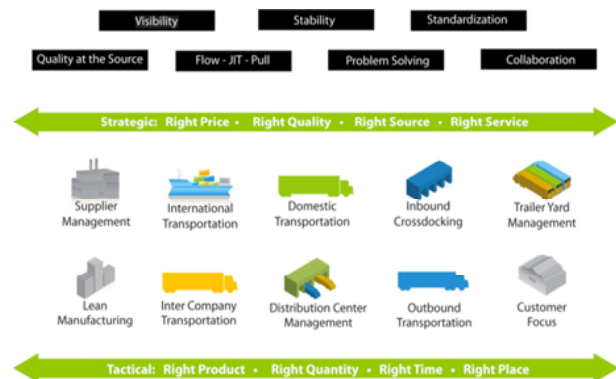 Visibility
Stability
Standardization
Quality at the Source
Flow - JIT - Pull
Problem Solving
Collaboration
Strategic: Right Price • Right Quality • Right Source • Right Service
Supplier
Management
International
Transportation
Domestic
Transportation
Inbound
Crossdocking
Trailer Yard
Management
Lean
Manufacturing
Inter Company
Transportation
Distribution Center
Management
Outbound
Transportation
Customer
Focus
Tactical: Right Product • Right Quantity • Right Time • Right Place